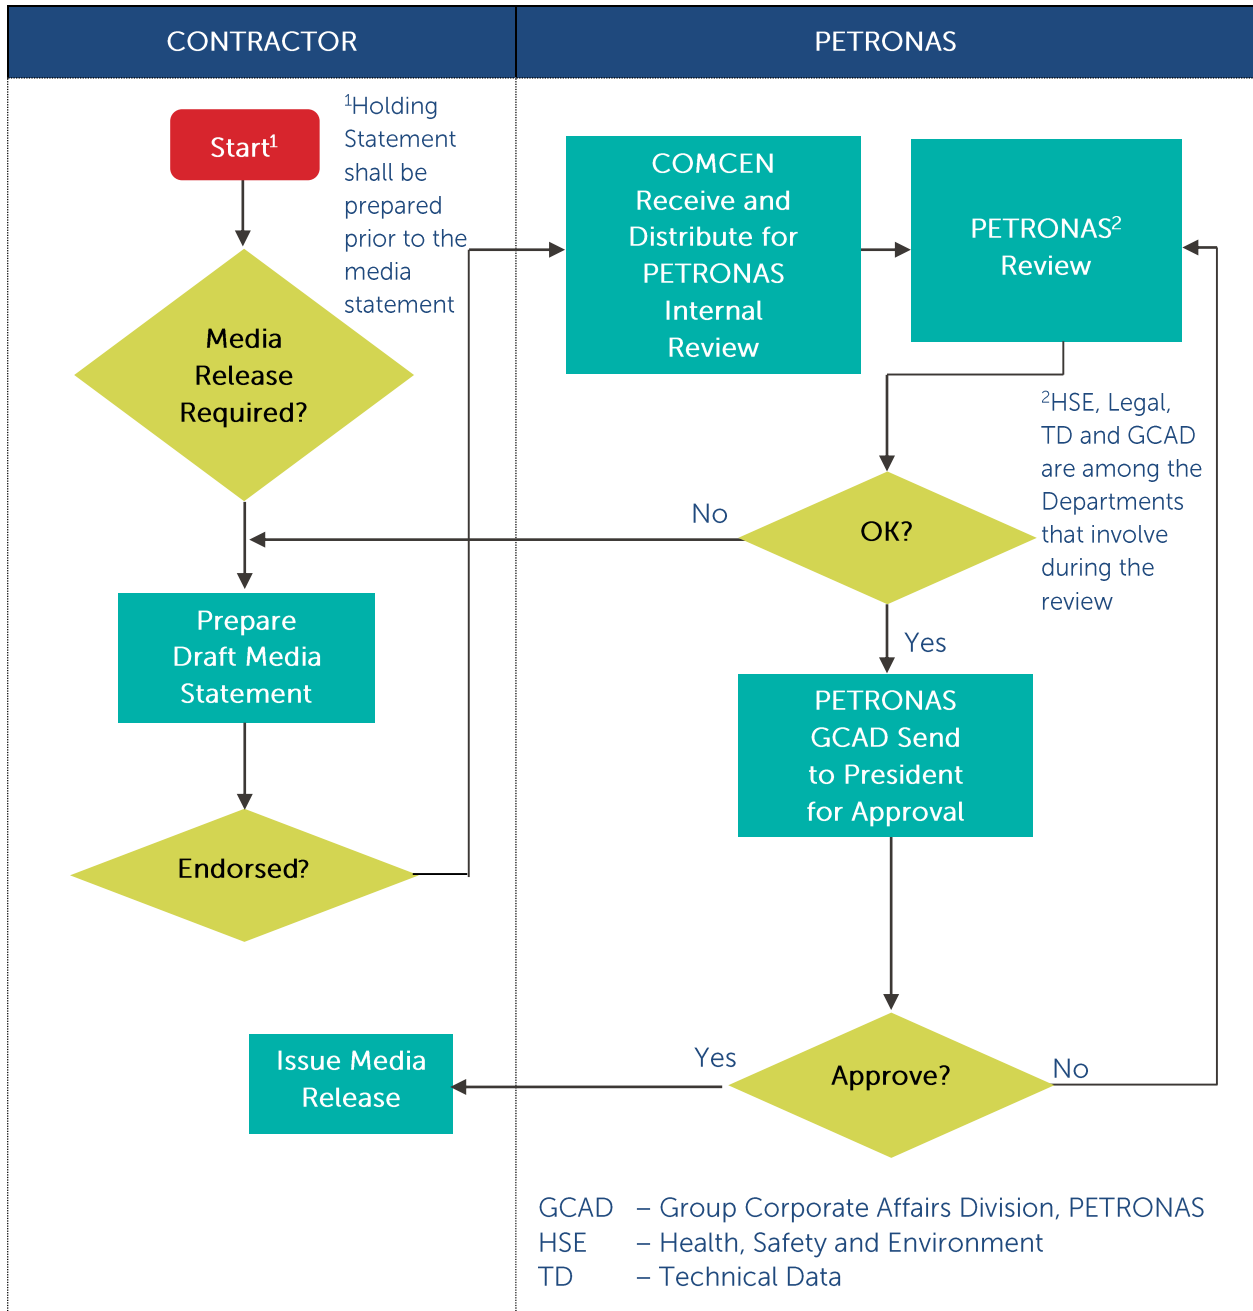 CONTRACTOR
PETRONAS
Start¹
¹Holding
Statement
shall be
prepared
prior to the
media
statement
Media
Release
Required?
Prepare
Draft Media
Statement
Endorsed?
Issue Media
Release
COMCEN
Receive and
Distribute for
PETRONAS
Internal
Review
PETRONAS²
Review
²HSE, Legal,
TD and GCAD
are among the
Departments
that involve
during the
review
OK?
No
Yes
PETRONAS
GCAD Send
to President
for Approval
Approve?
Yes
No
GCAD – Group Corporate Affairs Division, PETRONAS
HSE – Health, Safety and Environment
TD – Technical Data